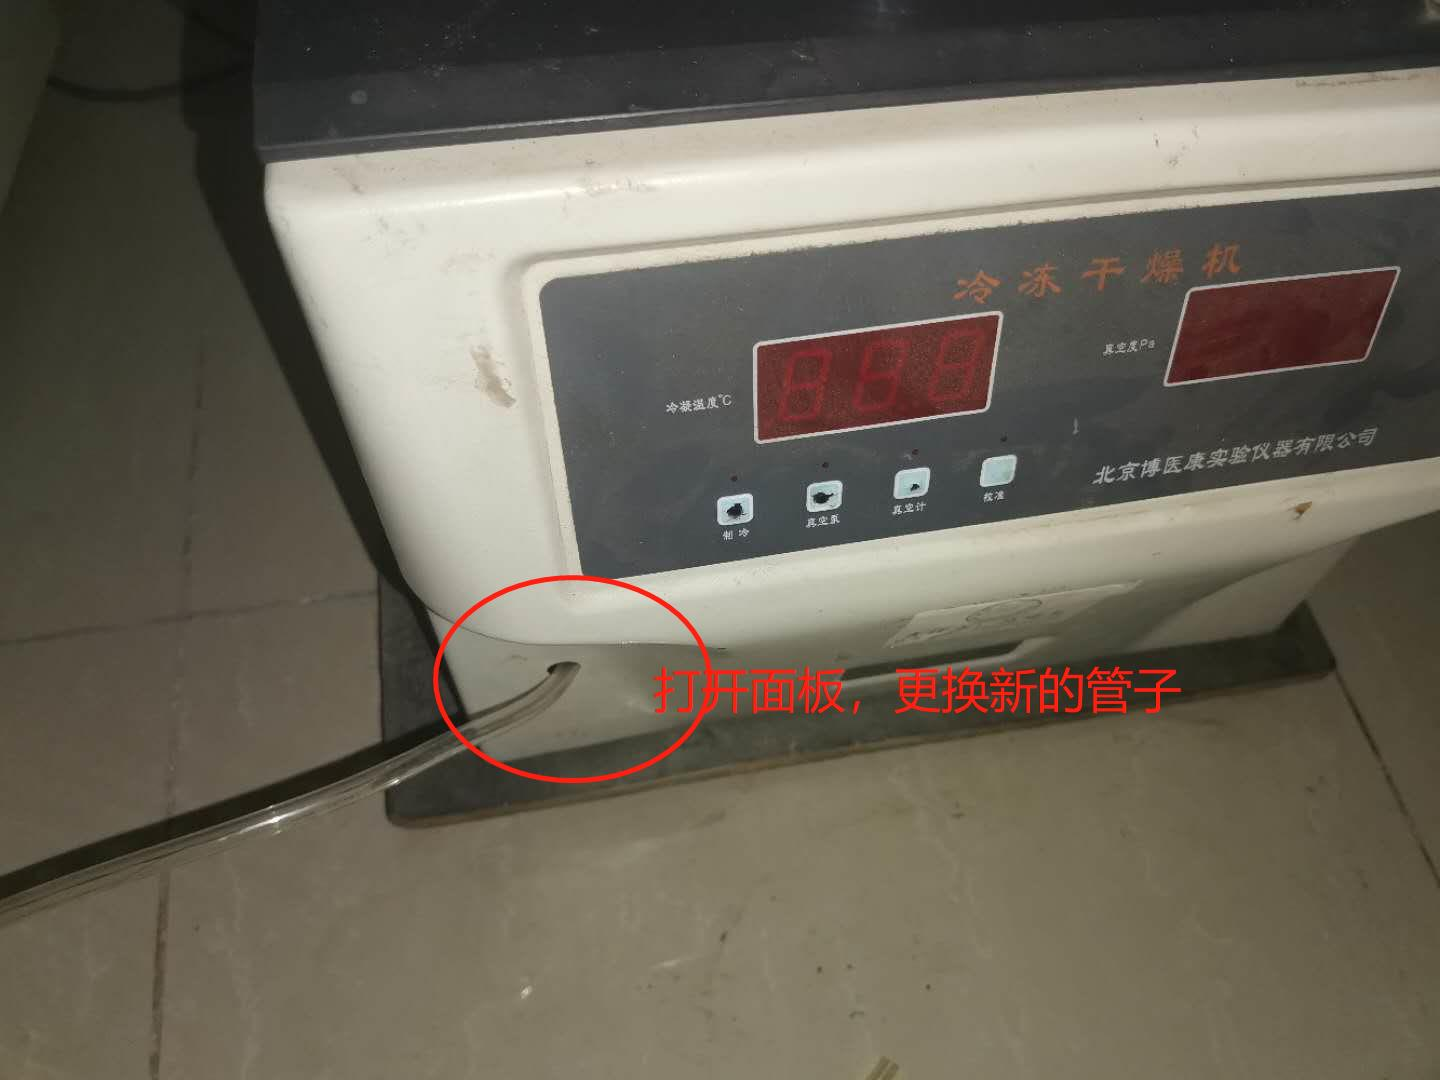 冷冻干燥机
888
冷凝温度℃
真空度Pa
制冷
真空泵
真空计
校准
北京博医康实验仪器有限公司
打开面板，更换新的管子